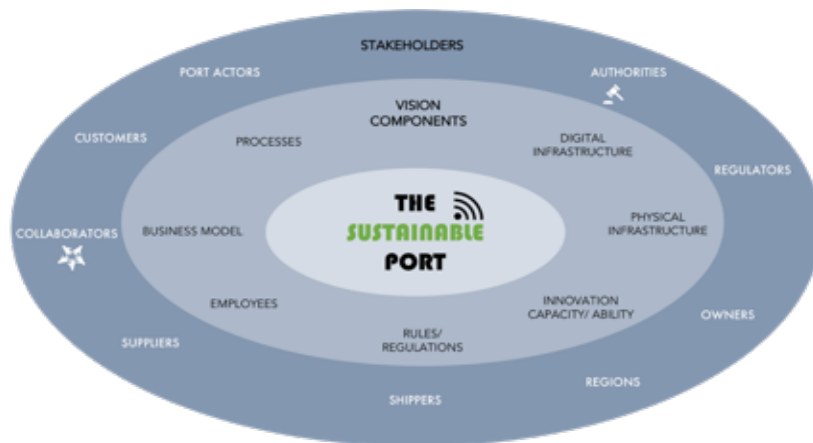 STAKEHOLDERS
PORT ACTORS
AUTHORITIES
CUSTOMERS
REGULATORS
COLLABORATORS
OWNERS
SUPPLIERS
REGIONS
SHIPPERS
VISION
COMPONENTS
PROCESSES
DIGITAL
INFRASTRUCTURE
BUSINESS MODEL
PHYSICAL
INFRASTRUCTURE
EMPLOYEES
INNOVATION
CAPACITY/ ABILITY
RULES/
REGULATIONS
THE
SUSTAINABLE
PORT